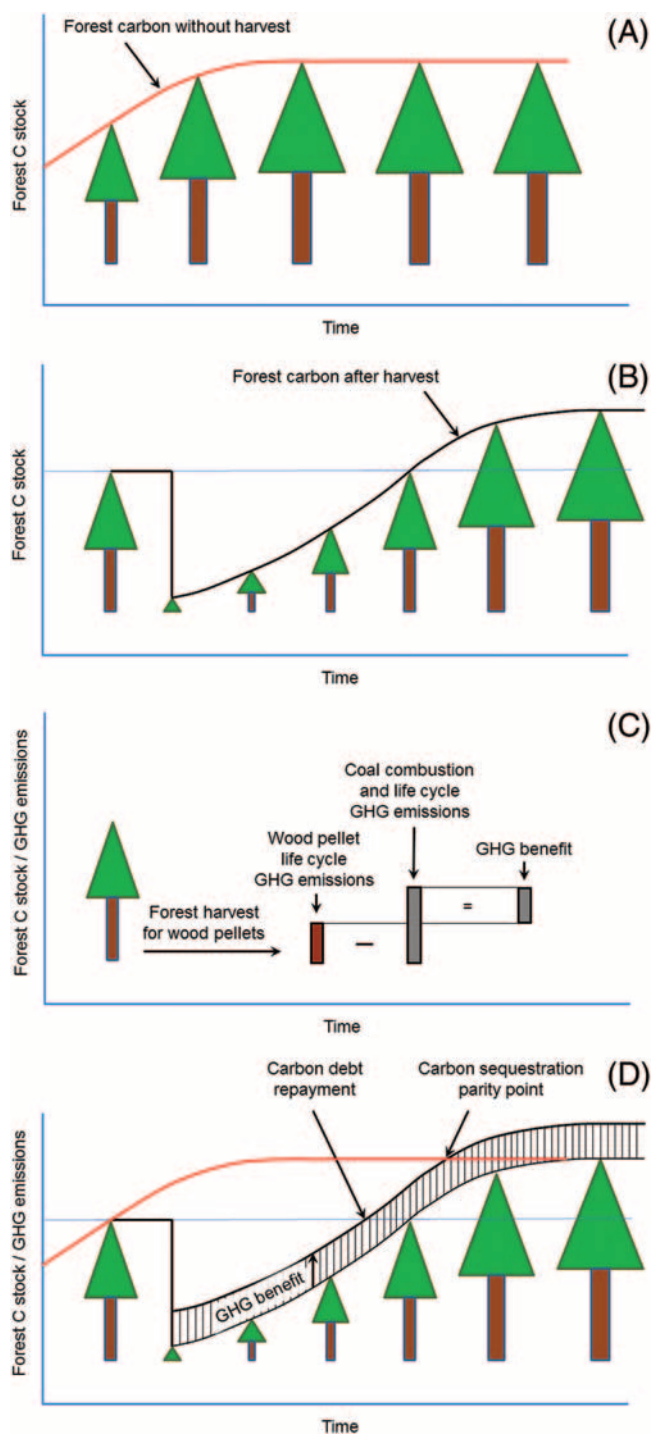 (A)
Forest carbon without harvest
Forest C stock
Time
(B)
Forest carbon after harvest
Forest C stock
Time
(C)
Coal combustion
and life cycle
GHG emissions
Wood pellet
life cycle
GHG emissions
GHG benefit
Forest harvest
for wood pellets
–
=
Forest C stock / GHG emissions
Time
(D)
Carbon debt
repayment
Carbon sequestration
parity point
GHG benefit
Forest C stock / GHG emissions
Time